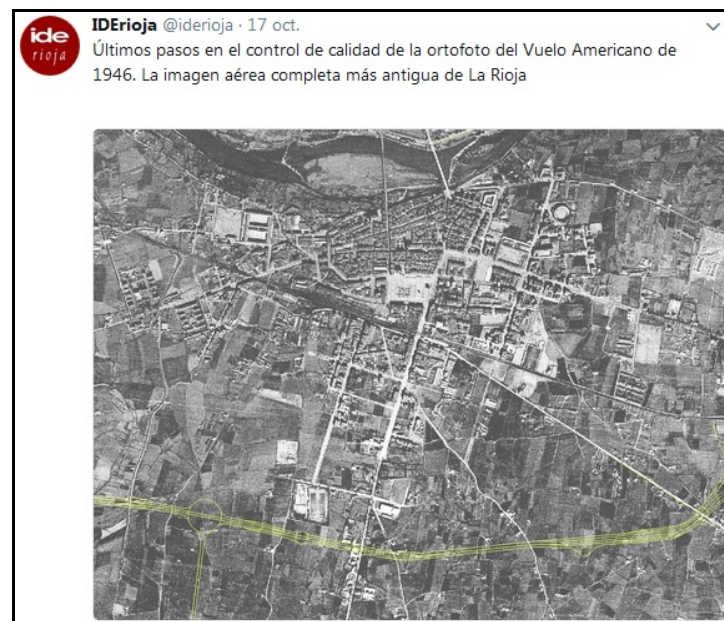 ide
rioja
IDErioja @iderioja · 17 oct.
Últimos pasos en el control de calidad de la ortofoto del Vuelo Americano de
1946. La imagen aérea completa más antigua de La Rioja